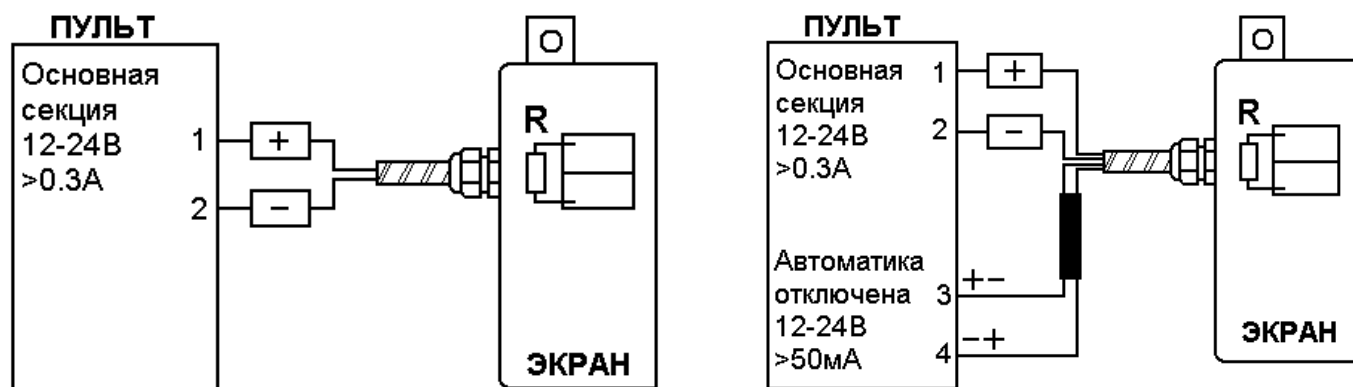 ПУЛЬТ
Основная
секция
12-24В
>0.3А
1
+
2
−
R
ЭКРАН
ПУЛЬТ
Основная
секция
12-24В
>0.3А
1
+
2
−
Автоматика
отключена
12-24В
>50мА
3
+−
4
−+
R
ЭКРАН